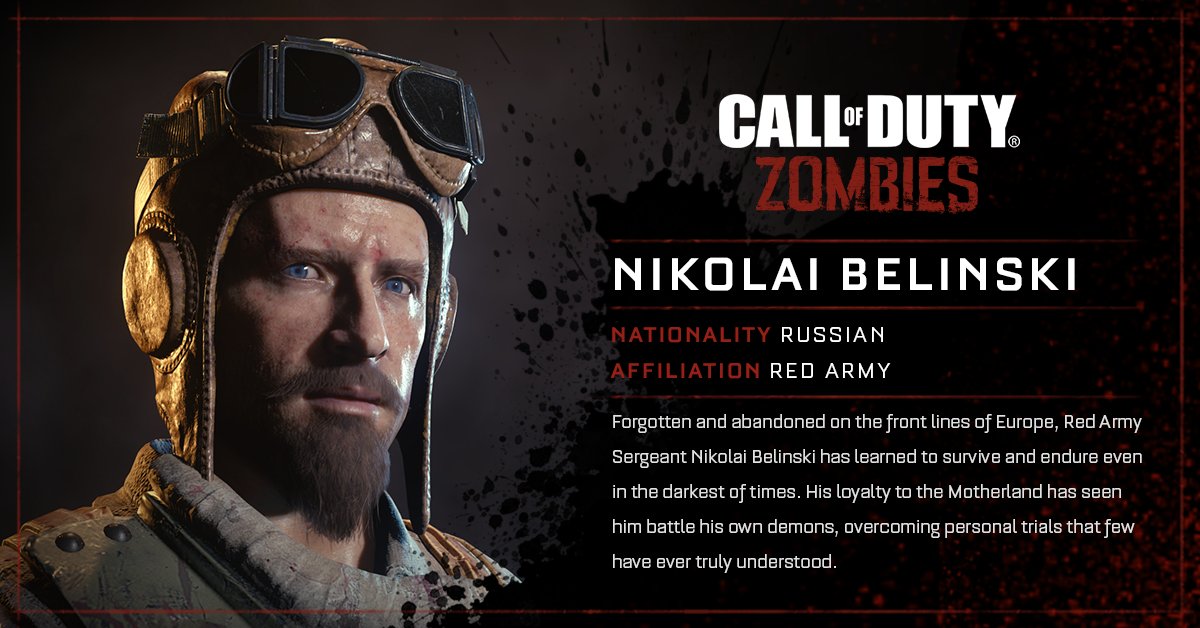 CALL OF DUTY®
ZOMBIES
NIKOLAI BELINSKI
NATIONALITY RUSSIAN
AFFILIATION RED ARMY
Forgotten and abandoned on the front lines of Europe, Red Army
Sergeant Nikolai Belinski has learned to survive and endure even
in the darkest of times. His loyalty to the Motherland has seen
him battle his own demons, overcoming personal trials that few
have ever truly understood.